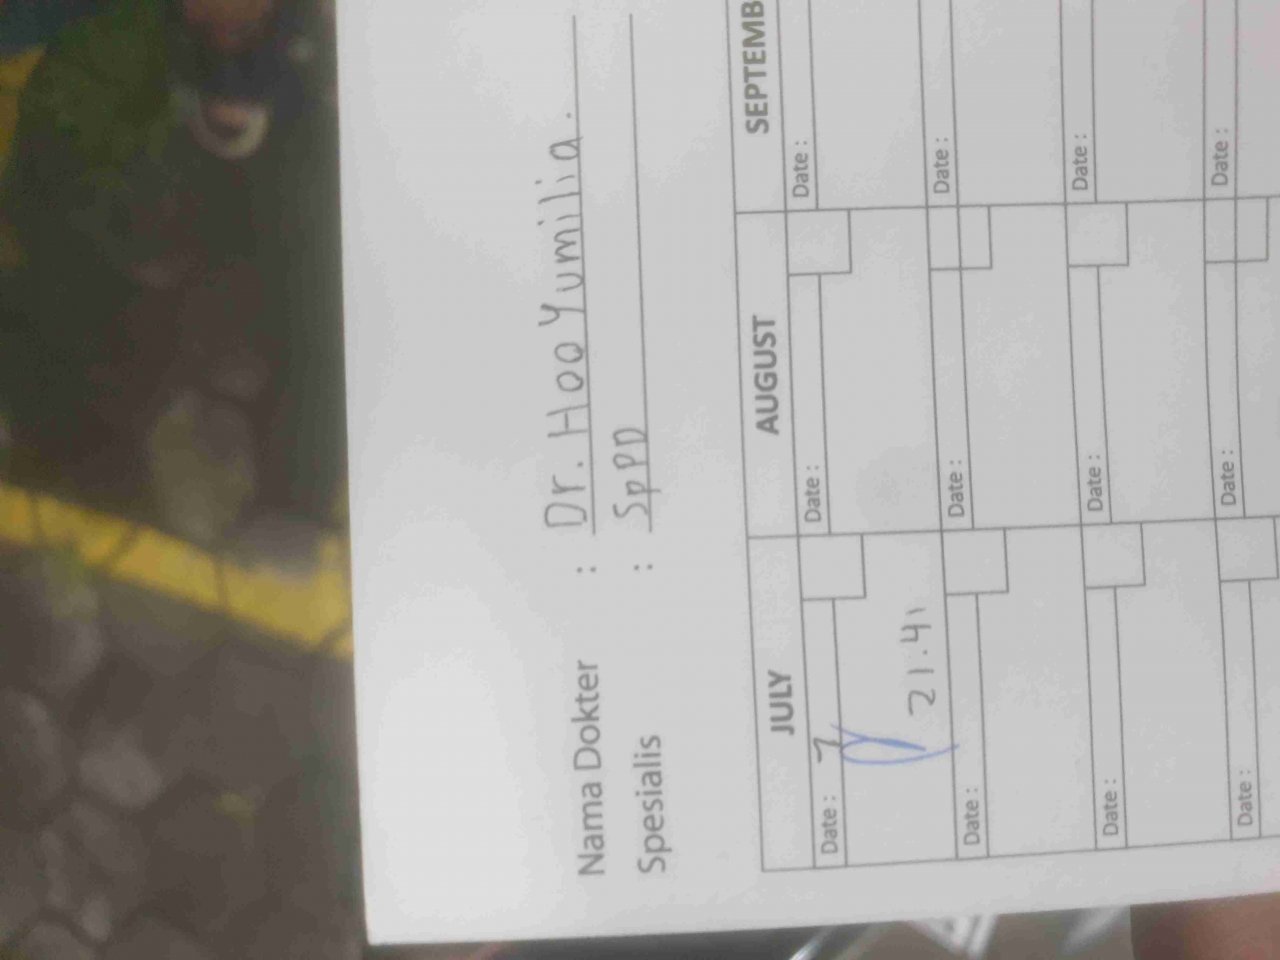 Nama Dokter : Dr. Hoo Yumilia.
Spesialis : SpPD
JULY AUGUST SEPTEMB
Date : 7 Date : Date :
21.41
Date : Date : Date :
Date : Date : Date :
Date : Date : Date :